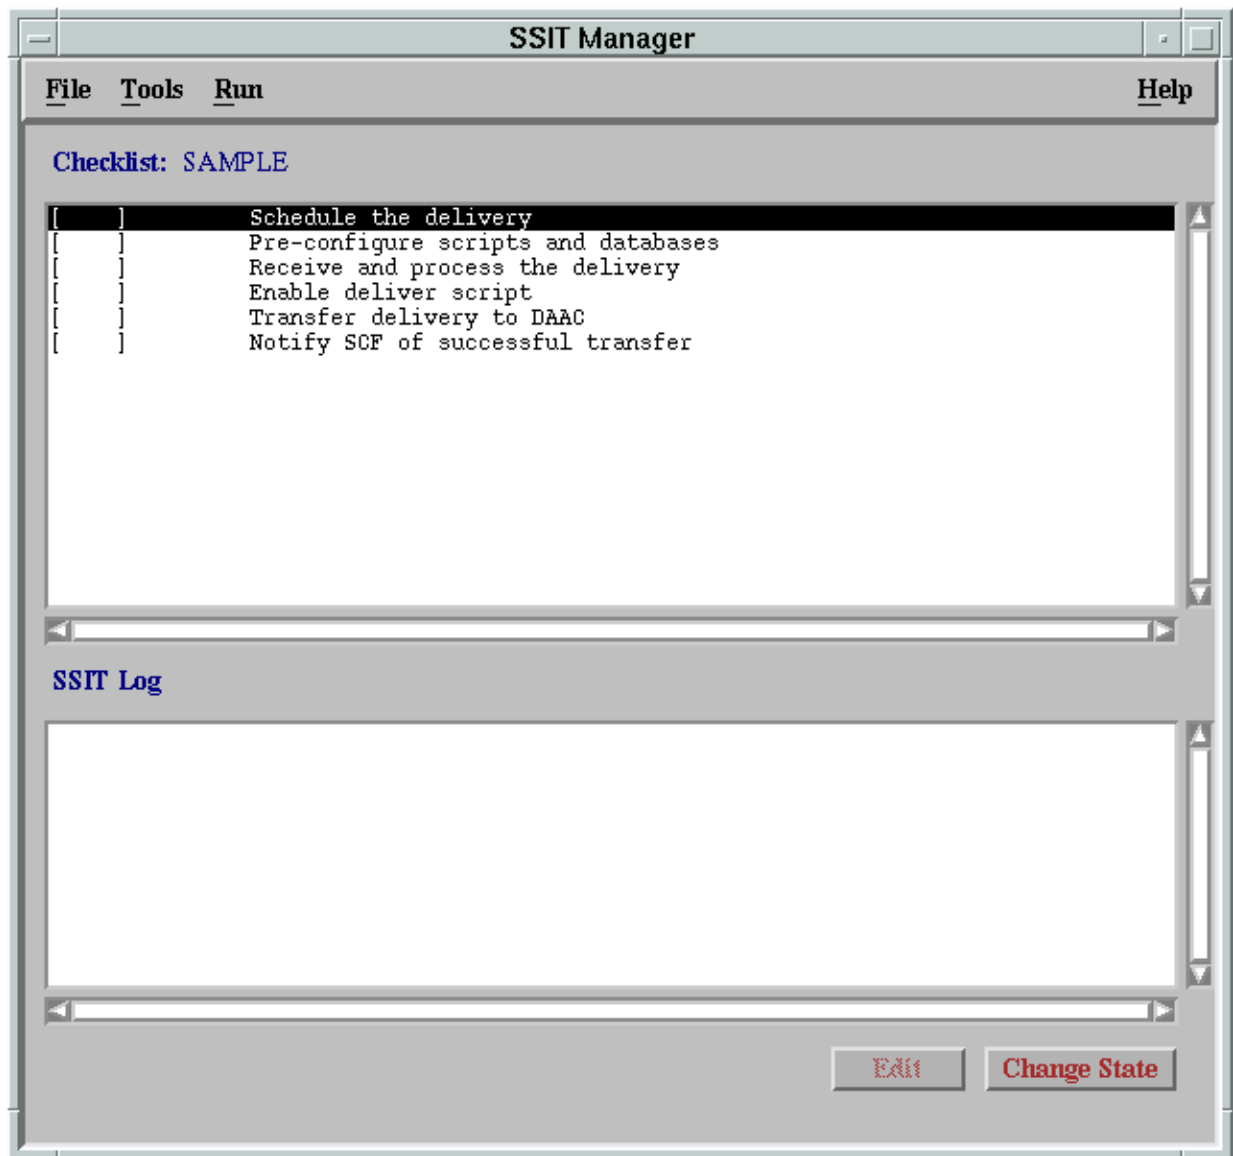 SSIT Manager
File Tools Run Help
Checklist: SAMPLE
[ ] Schedule the delivery
[ ] Pre-configure scripts and databases
[ ] Receive and process the delivery
[ ] Enable deliver script
[ ] Transfer delivery to DAAC
[ ] Notify SCF of successful transfer
SSIT Log
Edit Change State